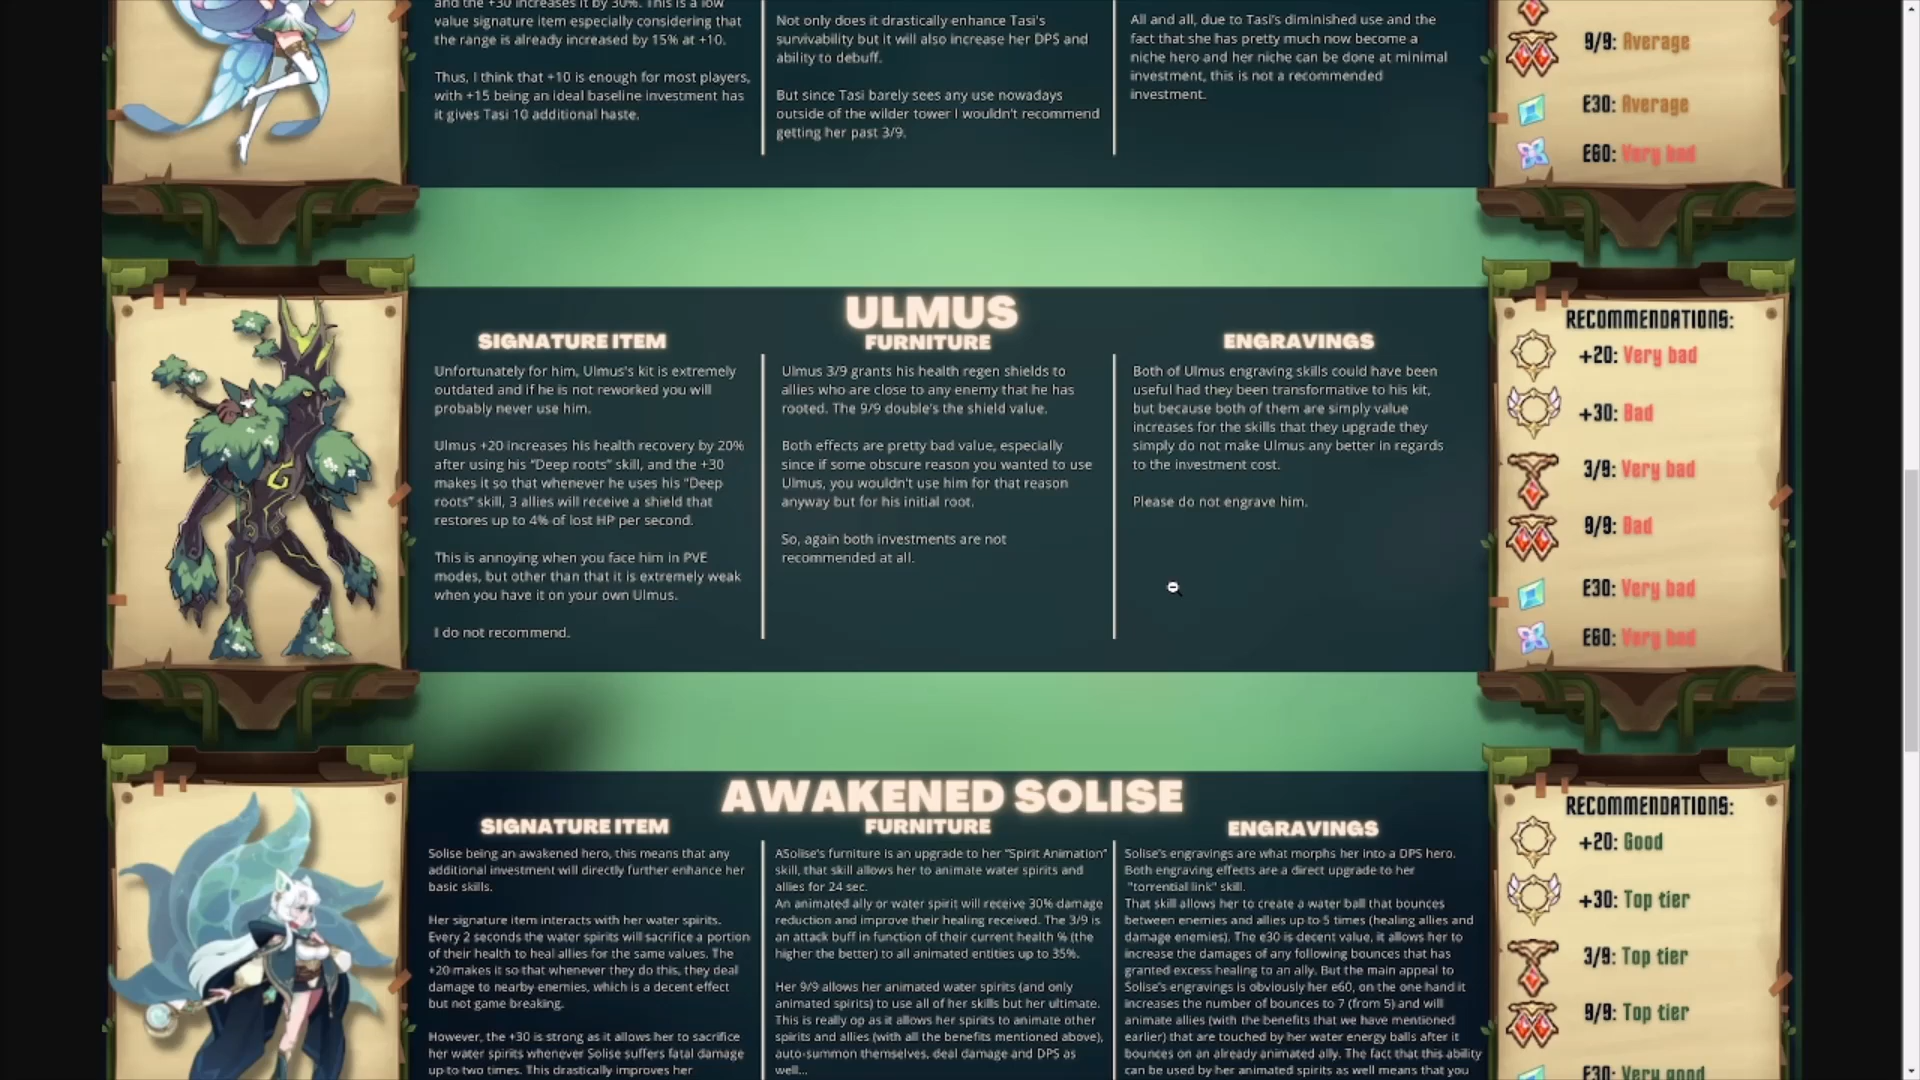 and the +30 increases it by 30%. This is a low
value signature item especially considering that
the range is already increased by 15% at +10.
Thus, I think that +10 is enough for most players,
with +15 being an ideal baseline investment has
it gives Tasi 10 additional haste.
Not only does it drastically enhance Tasi's
survivability but it will also increase her DPS and
ability to debuff.
But since Tasi barely sees any use nowadays
outside of the wilder tower I wouldn't recommend
getting her past 3/9.
All and all, due to Tasi's diminished use and the
fact that she has pretty much now become a
niche hero and her niche can be done at minimal
investment, this is not a recommended
investment.
9/9: Average
E30: Average
E60: Very bad
ULMUS
SIGNATURE ITEM
Unfortunately for him, Ulmus's kit is extremely
outdated and if he is not reworked you will
probably never use him.
Ulmus +20 increases his health recovery by 20%
after using his "Deep roots" skill, and the +30
makes it so that whenever he uses his "Deep
roots" skill, 3 allies will receive a shield that
restores up to 4% of lost HP per second.
This is annoying when you face him in PVE
modes, but other than that it is extremely weak
when you have it on your own Ulmus.
I do not recommend.
FURNITURE
Ulmus 3/9 grants his health regen shields to
allies who are close to any enemy that he has
rooted. The 9/9 double's the shield value.
Both effects are pretty bad value, especially
since if some obscure reason you wanted to use
Ulmus, you wouldn't use him for that reason
anyway but for his initial root.
So, again both investments are not
recommended at all.
ENGRAVINGS
Both of Ulmus engraving skills could have been
useful had they been transformative to his kit,
but because both of them are simply value
increases for the skills that they upgrade they
simply do not make Ulmus any better in regards
to the investment cost.
Please do not engrave him.
RECOMMENDATIONS:
+20: Very bad
+30: Bad
3/9: Very bad
9/9: Bad
E30: Very bad
E60: Very bad
AWAKENED SOLISE
SIGNATURE ITEM
Solise being an awakened hero, this means that any
additional investment will directly further enhance her
basic skills.
Her signature item interacts with her water spirits.
Every 2 seconds the water spirits will sacrifice a portion
of their health to heal allies for the same values. The
+20 makes it so that whenever they do this, they deal
damage to nearby enemies, which is a decent effect
but not game breaking.
However, the +30 is strong as it allows her to sacrifice
her water spirits whenever Solise suffers fatal damage
up to two times. This drastically improves her
FURNITURE
ASolise's furniture is an upgrade to her "Spirit Animation"
skill, that skill allows her to animate water spirits and
allies for 24 sec.
An animated ally or water spirit will receive 30% damage
reduction and improve their healing received. The 3/9 is
an attack buff in function of their current health % (the
higher the better) to all animated entities up to 35%.
Her 9/9 allows her animated water spirits (and only
animated spirits) to use all of her skills but her ultimate.
This is really op as it allows her spirits to animate other
spirits and allies (with all the benefits mentioned above),
auto-summon themselves, deal damage and DPS as
well...
ENGRAVINGS
Solise's engravings are what morphs her into a DPS hero.
Both engraving effects are a direct upgrade to her
"torrential link" skill.
That skill allows her to create a water ball that bounces
between enemies and allies up to 5 times (healing allies and
damage enemies). The e30 is decent value, it allows her to
increase the damages of any following bounces that has
granted excess healing to an ally. But the main appeal to
Solise's engravings is obviously her e60, on the one hand it
increases the number of bounces to 7 (from 5) and will
animate allies (with the benefits that we have mentioned
earlier) that are touched by her water energy balls after it
bounces on an already animated ally. The fact that this ability
can be used by her animated spirits as well means that you
RECOMMENDATIONS:
+20: Good
+30: Top tier
3/9: Top tier
9/9: Top tier
E30: Very good